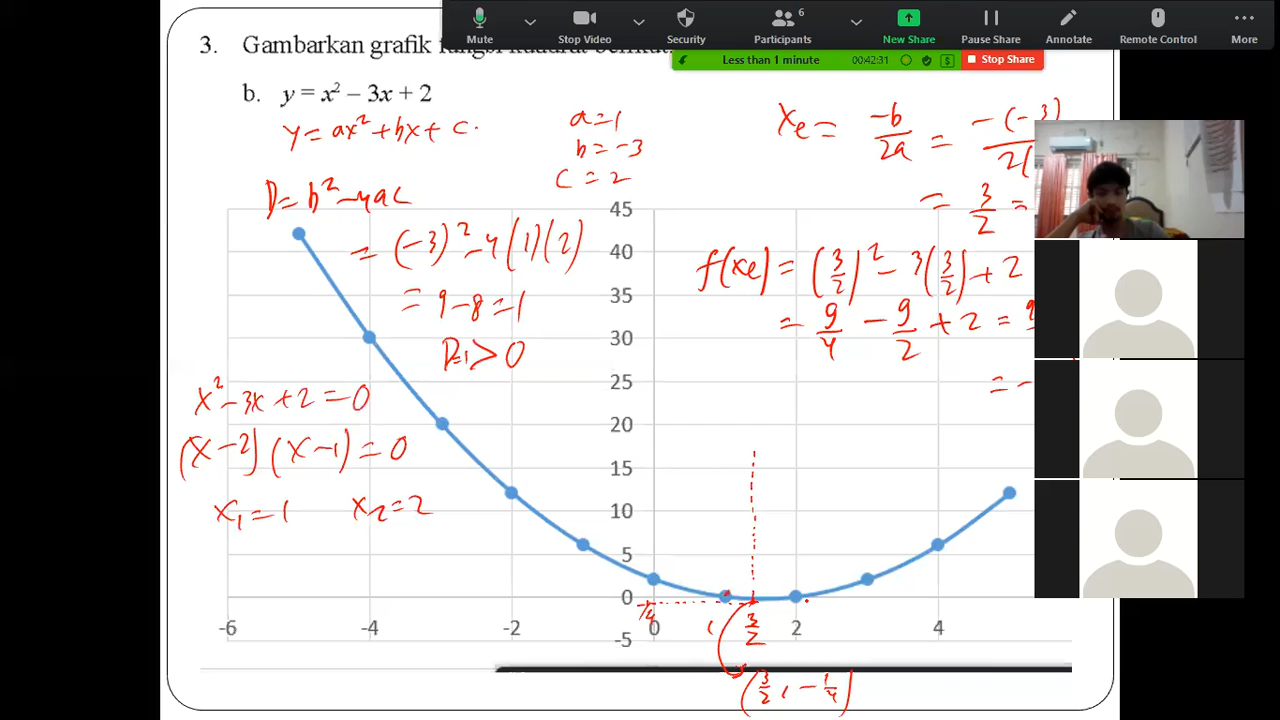 Mute
Stop Video
Security
Participants
6
New Share
Pause Share
Annotate
Remote Control
More
Less than 1 minute
00:42:31
Stop Share
3. Gambarkan grafik
b. y = x² – 3x + 2
y = ax² + bx + c
a = 1
b = -3
c = 2
D = b² - 4ac
= (-3)² - 4(1)(2)
= 9 - 8 = 1
D=1 > 0
x² - 3x + 2 = 0
(x - 2)(x - 1) = 0
x₁ = 1 x₂ = 2
xe = -b/2a = -(-3)/2(
= 3/2 =
f(xe) = (3/2)² - 3(3/2) + 2
= 9/4 - 9/2 + 2 =
= -
45
40
35
30
25
20
15
10
5
0
-5
-6 -4 -2 0 2 4
1
3/2
(3/2, -1/4)